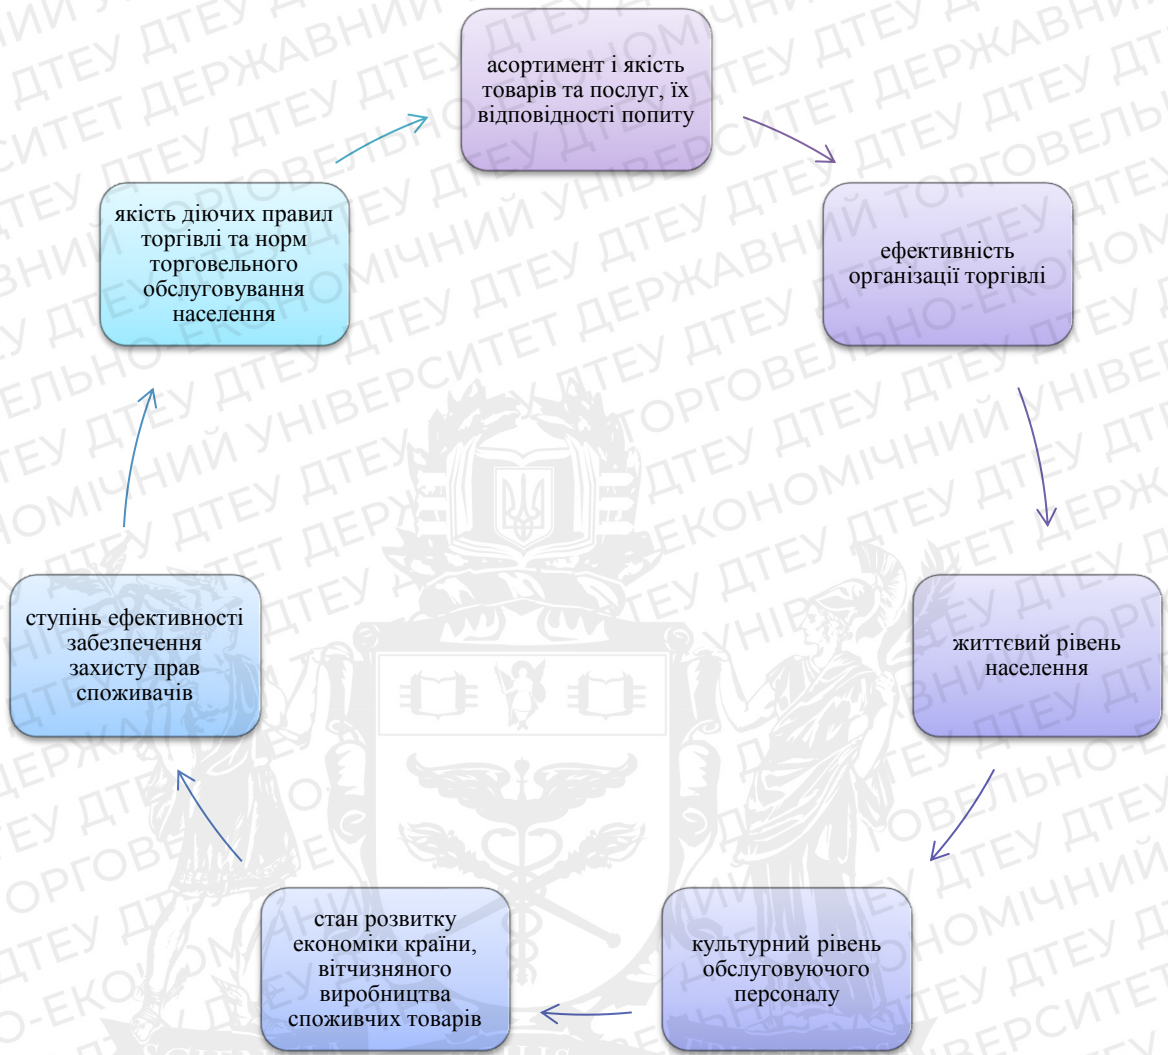 асортимент і якість
товарів та послуг, їх
відповідності попиту
ефективність
організації торгівлі
життєвий рівень
населення
культурний рівень
обслуговуючого
персоналу
стан розвитку
економіки країни,
вітчизняного
виробництва
споживчих товарів
ступінь ефективності
забезпечення
захисту прав
споживачів
якість діючих правил
торгівлі та норм
торговельного
обслуговування
населення